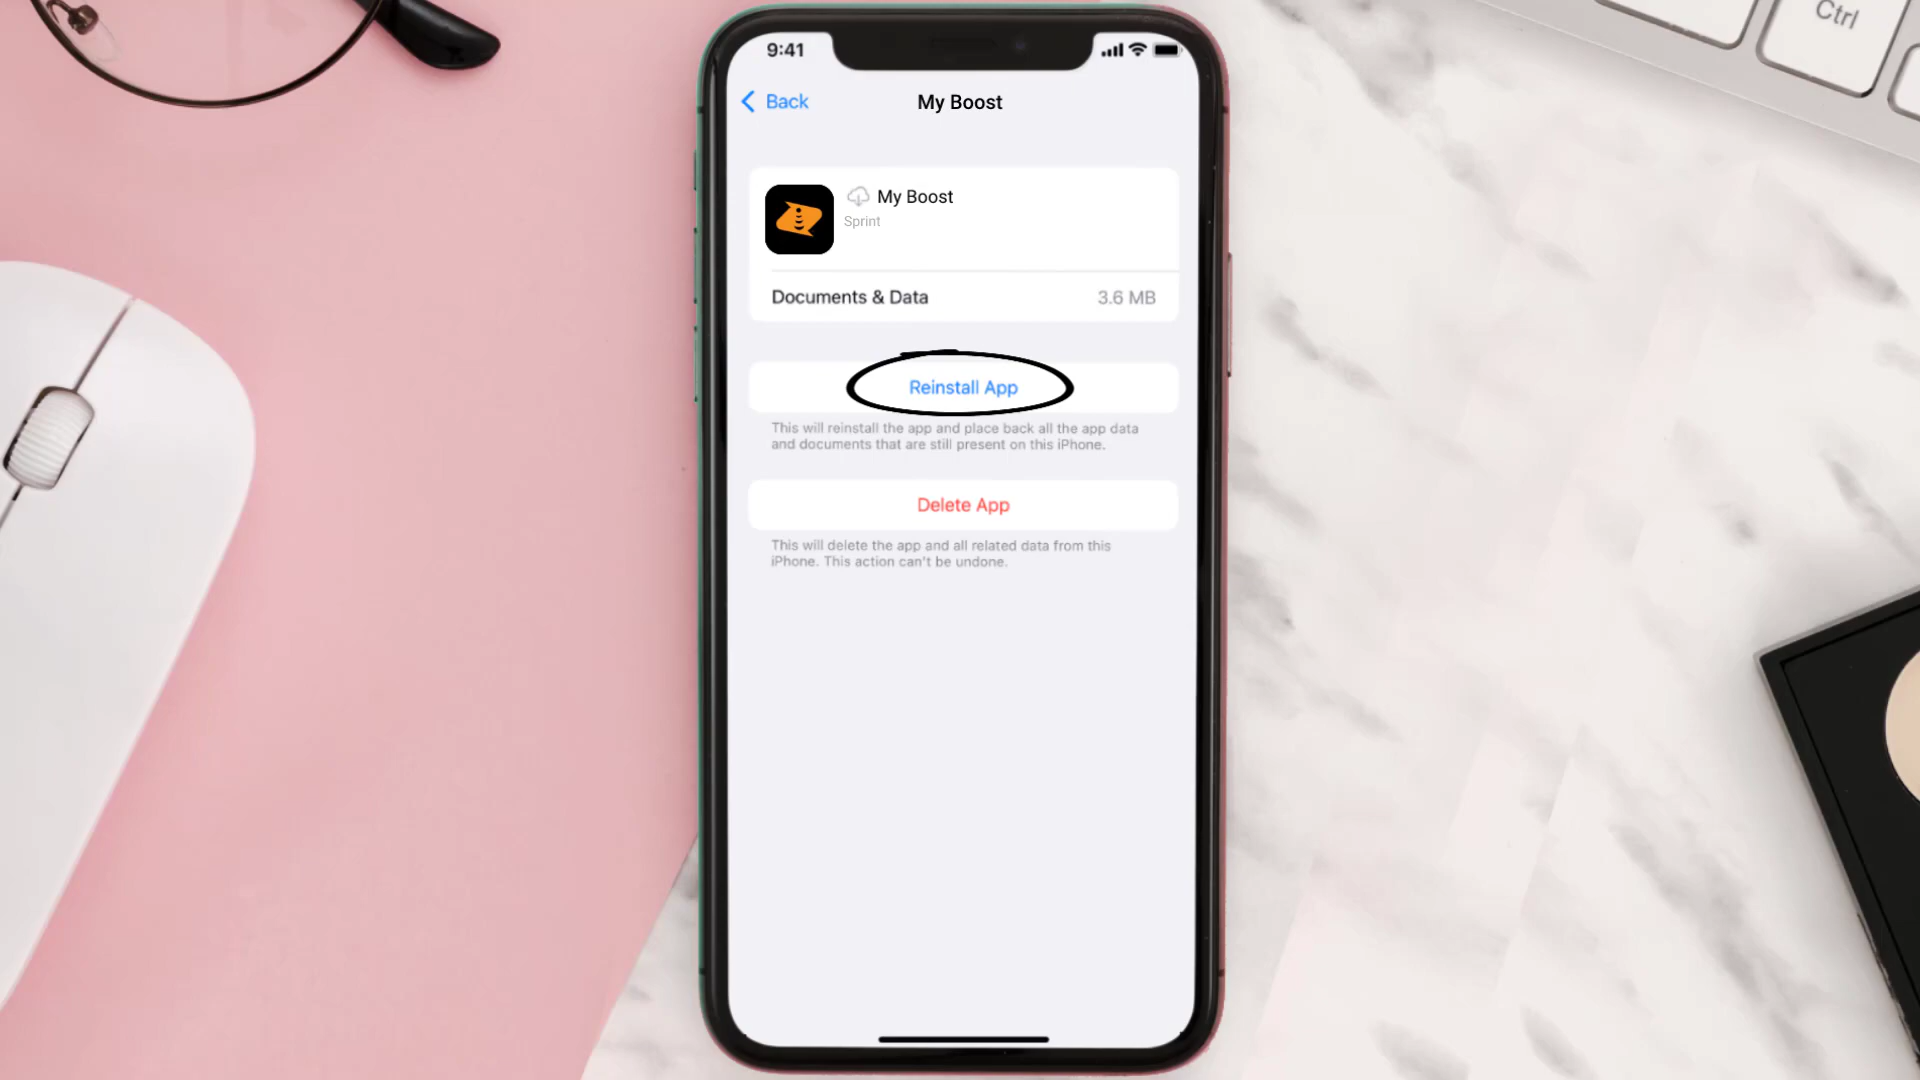 Ctrl
9:41
Back
My Boost
My Boost
Sprint
Documents & Data
3.6 MB
Reinstall App
This will reinstall the app and place back all the app data
and documents that are still present on this iPhone.
Delete App
This will delete the app and all related data from this
iPhone. This action can't be undone.